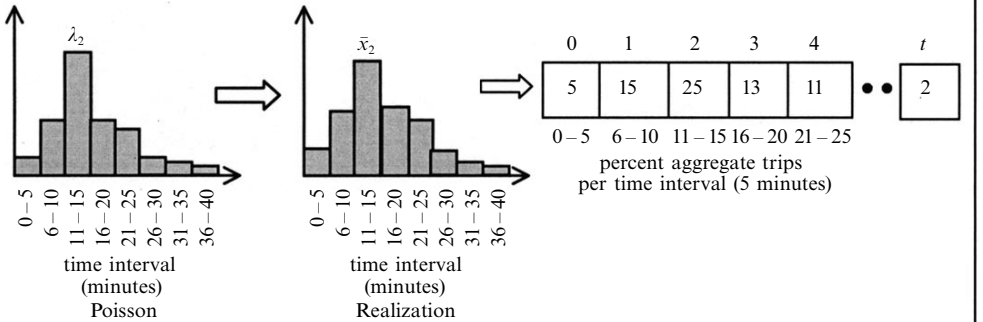 λ₂
0–5
6–10
11–15
16–20
21–25
26–30
31–35
36–40
time interval
(minutes)
Poisson
x̄₂
0–5
6–10
11–15
16–20
21–25
26–30
31–35
36–40
time interval
(minutes)
Realization
0 1 2 3 4 t
5 15 25 13 11 •• 2
0–5 6–10 11–15 16–20 21–25
percent aggregate trips
per time interval (5 minutes)